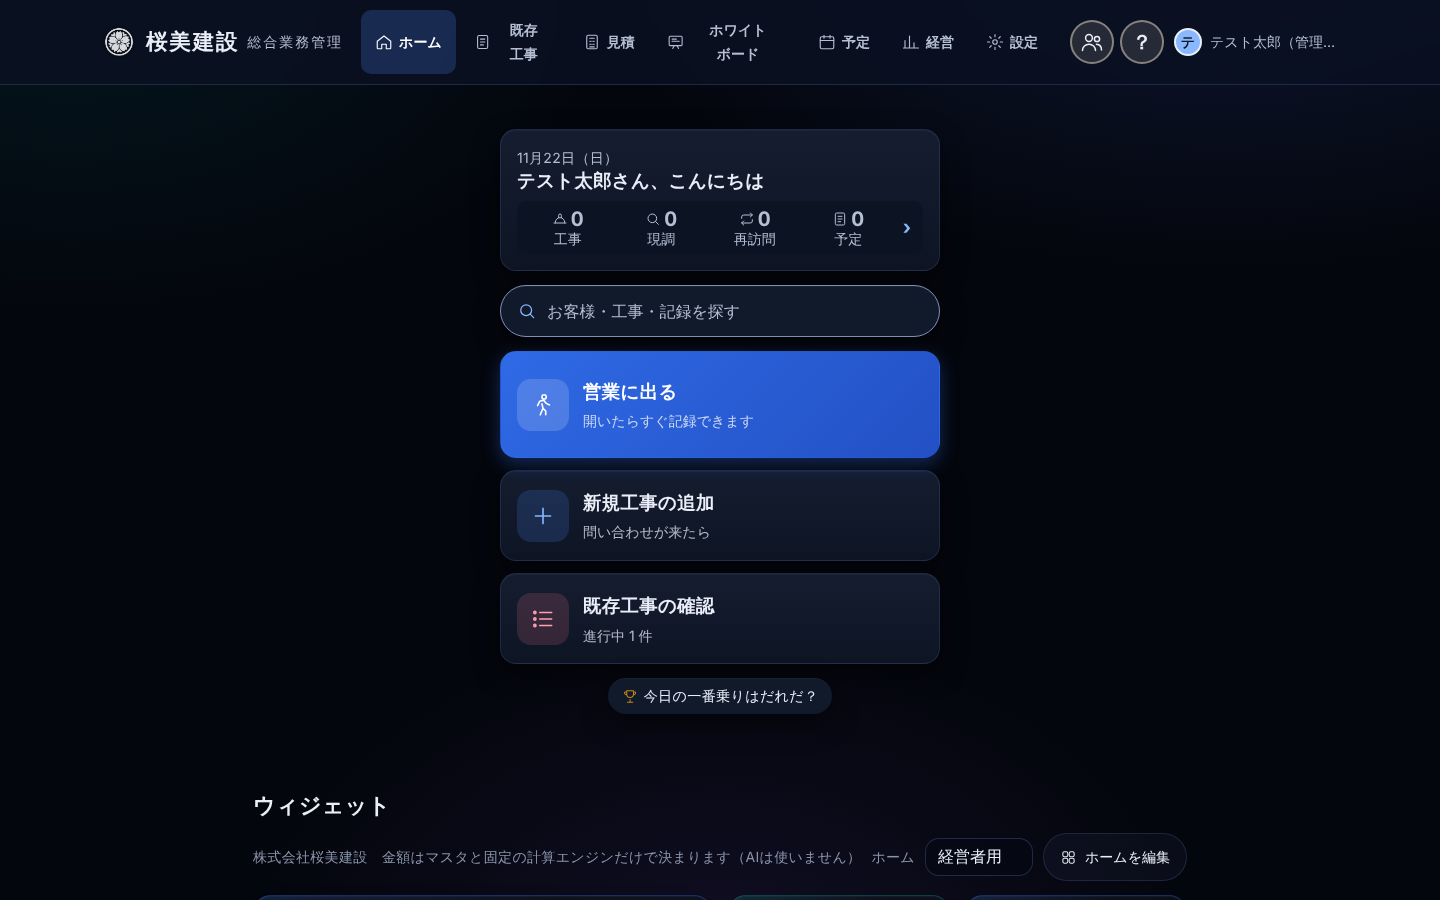 桜美建設 総合業務管理
ホーム
既存
工事
見積
ホワイト
ボード
予定
経営
設定
?
テ テスト太郎（管理...
11月22日（日）
テスト太郎さん、こんにちは
0 0 0 0
工事 現調 再訪問 予定
お客様・工事・記録を探す
営業に出る
開いたらすぐ記録できます
新規工事の追加
問い合わせが来たら
既存工事の確認
進行中 1 件
今日の一番乗りはだれだ？
ウィジェット
株式会社桜美建設 金額はマスタと固定の計算エンジンだけで決まります（AIは使いません） ホーム 経営者用 ホームを編集